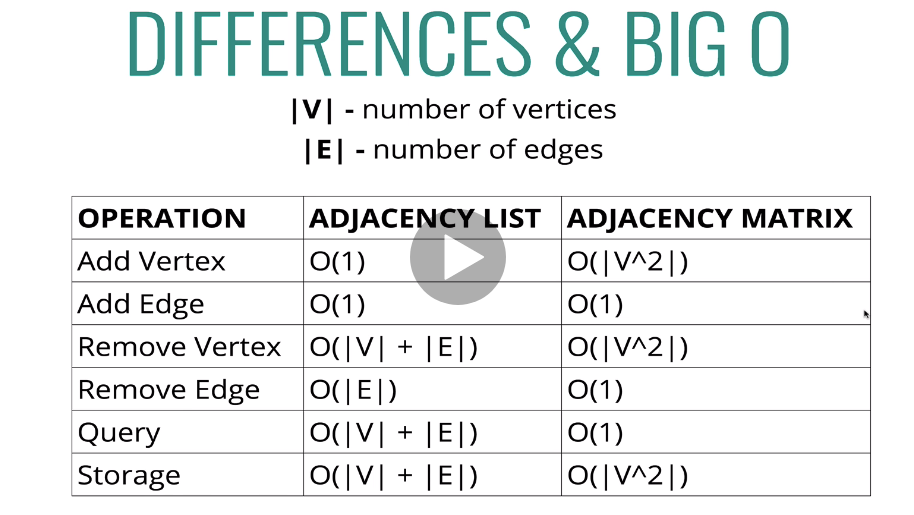 DIFFERENCES & BIG O
|V| - number of vertices
|E| - number of edges
OPERATION ADJACENCY LIST ADJACENCY MATRIX
Add Vertex O(1) O(|V^2|)
Add Edge O(1) O(1)
Remove Vertex O(|V| + |E|) O(|V^2|)
Remove Edge O(|E|) O(1)
Query O(|V| + |E|) O(1)
Storage O(|V| + |E|) O(|V^2|)